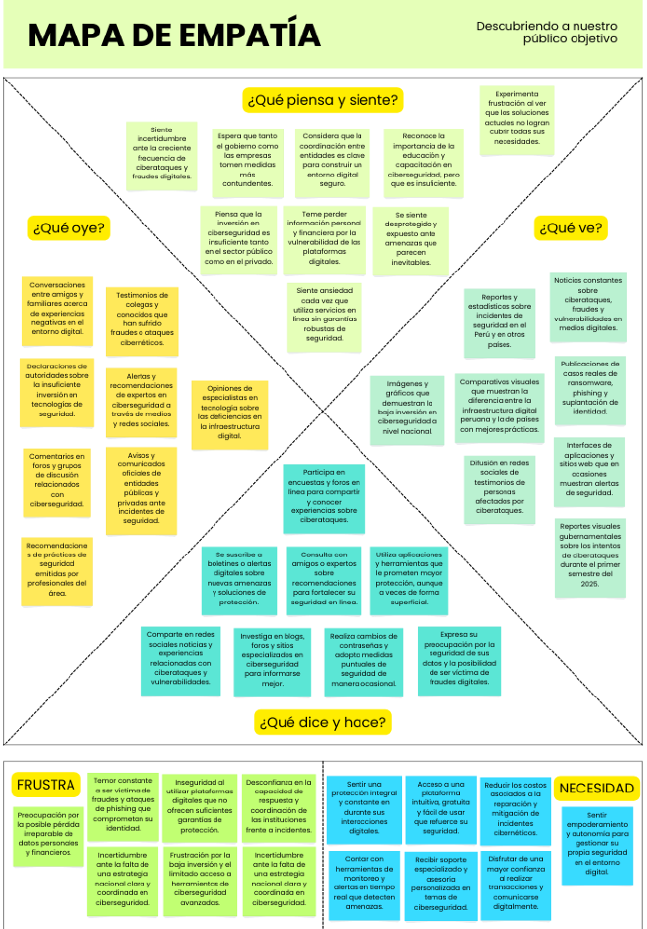 MAPA DE EMPATÍA
Descubriendo a nuestro
público objetivo
¿Qué piensa y siente?
Experimenta
frustración al ver
que las soluciones
actuales no logran
cubrir todas sus
necesidades.
Siente
incertidumbre
ante la creciente
frecuencia de
ciberataques y
fraudes digitales.
Espera que tanto
el gobierno como
las empresas
tomen medidas
más
contundentes.
Considera que la
coordinación entre
entidades es clave
para construir un
entorno digital
seguro.
Reconoce la
importancia de la
educación y
capacitación en
ciberseguridad, pero
que es insuficiente.
Piensa que la
inversión en
ciberseguridad es
insuficiente tanto
en el sector público
como en el privado.
Teme perder
información personal
y financiera por la
vulnerabilidad de las
plataformas
digitales.
Se siente
desprotegido y
expuesto ante
amenazas que
parecen
inevitables.
Siente ansiedad
cada vez que
utiliza servicios en
línea sin garantías
robustas de
seguridad.
¿Qué oye?
Conversaciones
entre amigos y
familiares acerca
de experiencias
negativas en el
entorno digital.
Testimonios de
colegas y
conocidos que
han sufrido
fraudes o ataques
cibernéticos.
Declaraciones de
autoridades sobre
la insuficiente
inversión en
tecnologías de
seguridad.
Alertas y
recomendaciones
de expertos en
ciberseguridad a
través de medios
y redes sociales.
Opiniones de
especialistas en
tecnología sobre
las deficiencias en
la infraestructura
digital.
Comentarios en
foros y grupos
de discusión
relacionados
con
ciberseguridad.
Avisos y
comunicados
oficiales de
entidades
públicas y
privadas ante
incidentes de
seguridad.
Recomendacione
s de prácticas de
seguridad
emitidas por
profesionales del
área.
¿Qué ve?
Noticias constantes
sobre
ciberataques,
fraudes y
vulnerabilidades en
medios digitales.
Reportes y
estadísticas sobre
incidentes de
seguridad en el
Perú y en otros
países.
Publicaciones de
casos reales de
ransomware,
phishing y
suplantación de
identidad.
Imágenes y
gráficos que
demuestran la
baja inversión en
ciberseguridad a
nivel nacional.
Comparativas visuales
que muestran la
diferencia entre la
infraestructura digital
peruana y la de países
con mejores prácticas.
Interfaces de
aplicaciones y
sitios web que en
ocasiones
muestran alertas
de seguridad.
Difusión en redes
sociales de
testimonios de
personas
afectados por
ciberataques.
Reportes visuales
gubernamentales
sobre los intentos
de ciberataques
durante el primer
semestre del
2025.
Participa en
encuestas y foros en
línea para compartir
y conocer
experiencias sobre
ciberataques.
Se suscribe a
boletines o alertas
digitales sobre
nuevas amenazas
y soluciones de
protección.
Consulta con
amigos o expertos
sobre
recomendaciones
para fortalecer su
seguridad en línea.
Utiliza aplicaciones
y herramientas que
le prometen mayor
protección, aunque
a veces de forma
superficial.
Comparte en redes
sociales noticias y
experiencias
relacionadas con
ciberataques y
vulnerabilidades.
Investiga en blogs,
foros y sitios
especializados en
ciberseguridad
para informarse
mejor.
Realiza cambios de
contraseñas y
adopta medidas
puntuales de
seguridad de
manera ocasional.
Expresa su
preocupación por la
seguridad de sus
datos y la posibilidad
de ser víctima de
fraudes digitales.
¿Qué dice y hace?
FRUSTRA
Preocupación por
la posible pérdida
irreparable de
datos personales
y financieros.
Temor constante
a ser víctima de
fraudes y ataques
de phishing que
comprometan su
identidad.
Inseguridad al
utilizar plataformas
digitales que no
ofrecen suficientes
garantías de
protección.
Desconfianza en la
capacidad de
respuesta y
coordinación de
las instituciones
frente a incidentes.
Incertidumbre
ante la falta de
una estrategia
nacional clara y
coordinada en
ciberseguridad.
Frustración por la
baja inversión y el
limitado acceso a
herramientas de
ciberseguridad
avanzadas.
Incertidumbre
ante la falta de
una estrategia
nacional clara y
coordinada en
ciberseguridad.
NECESIDAD
Sentir una
protección integral
y constante en
durante sus
interacciones
digitales.
Acceso a una
plataforma
intuitiva, gratuita
y fácil de usar
que refuerce su
seguridad.
Reducir los costos
asociados a la
reparación y
mitigación de
incidentes
cibernéticos.
Sentir
empoderamiento
y autonomía para
gestionar su
propia seguridad
en el entorno
digital.
Contar con
herramientas de
monitoreo y
alertas en tiempo
real que detecten
amenazas.
Recibir soporte
especializado y
asesoría
personalizada en
temas de
ciberseguridad.
Disfrutar de una
mayor confianza
al realizar
transacciones y
comunicarse
digitalmente.